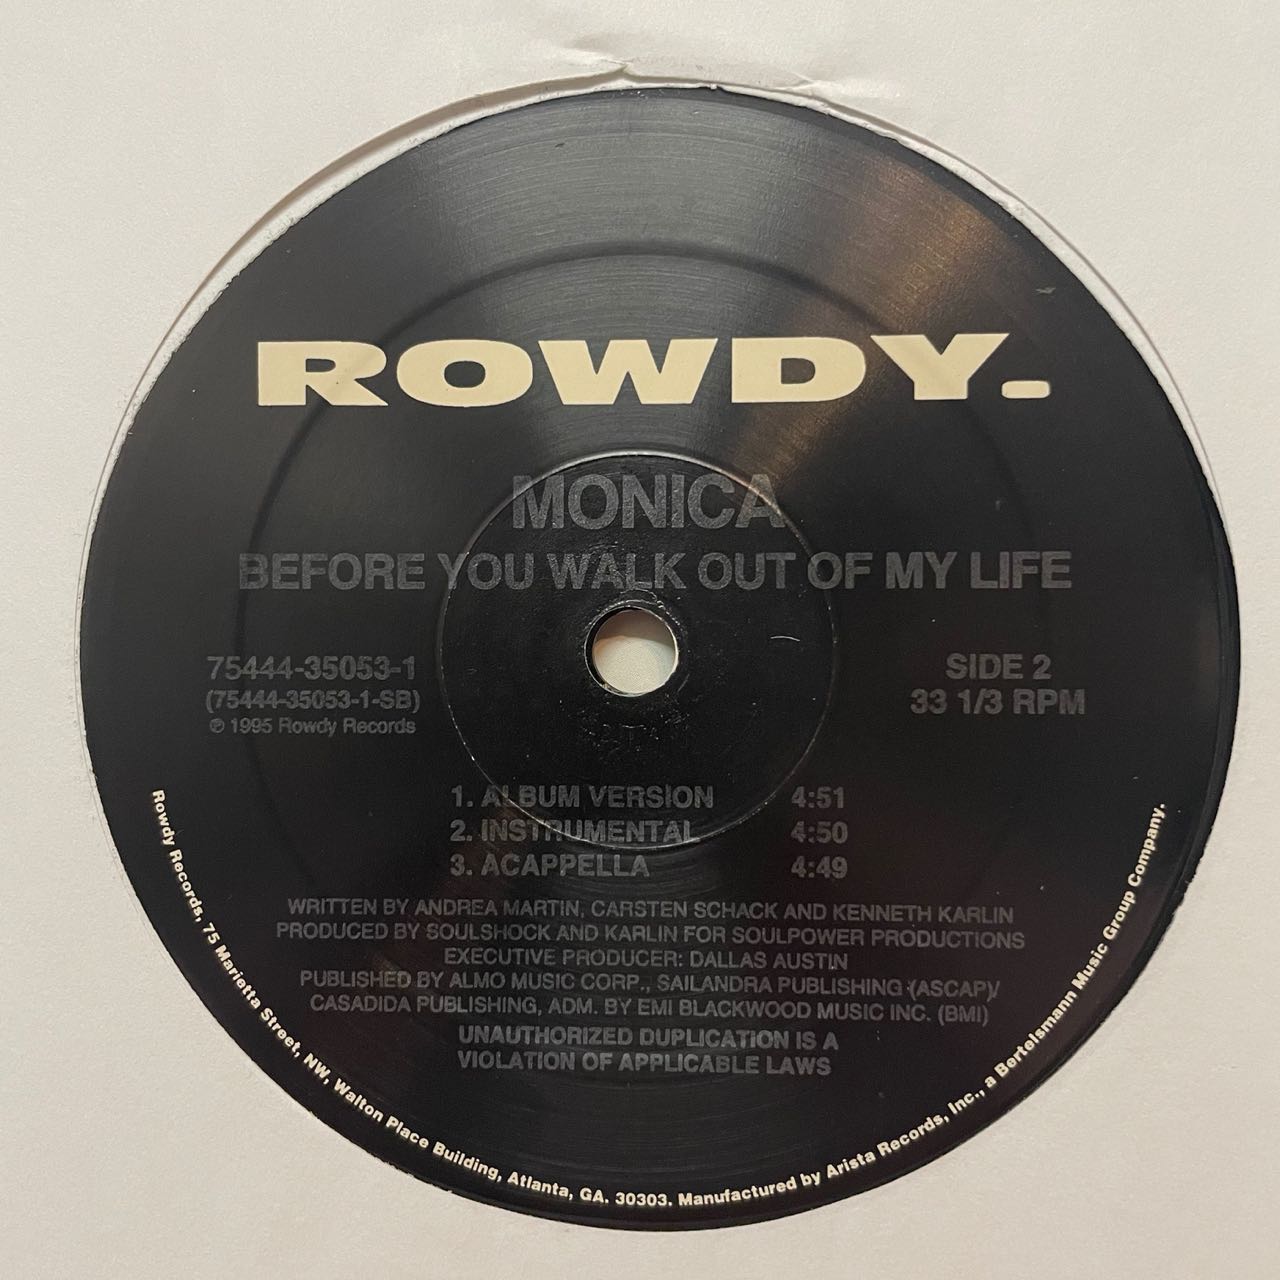 ROWDY.
MONICA
BEFORE YOU WALK OUT OF MY LIFE
75444-35053-1
(75444-35053-1-SB)
℗ 1995 Rowdy Records
SIDE 2
33 1/3 RPM
1. ALBUM VERSION 4:51
2. INSTRUMENTAL 4:50
3. ACAPPELLA 4:49
WRITTEN BY ANDREA MARTIN, CARSTEN SCHACK AND KENNETH KARLIN
PRODUCED BY SOULSHOCK AND KARLIN FOR SOULPOWER PRODUCTIONS
EXECUTIVE PRODUCER: DALLAS AUSTIN
PUBLISHED BY ALMO MUSIC CORP., SAILANDRA PUBLISHING (ASCAP)/
CASADIDA PUBLISHING, ADM. BY EMI BLACKWOOD MUSIC INC. (BMI)
UNAUTHORIZED DUPLICATION IS A
VIOLATION OF APPLICABLE LAWS
Rowdy Records, 75 Marietta Street, NW, Walton Place Building, Atlanta, GA. 30303. Manufactured by Arista Records, Inc., a Bertelsmann Music Group Company.